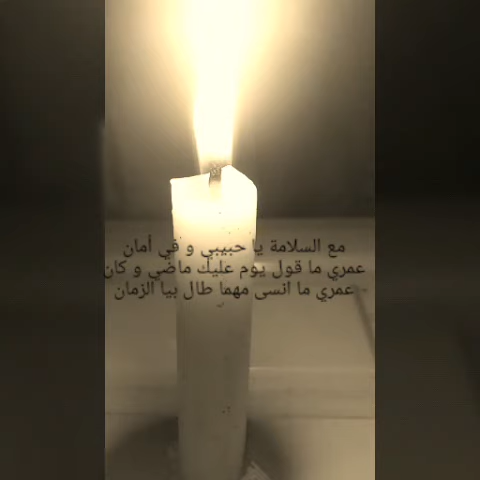 مع السلامة يا حبيبي و في أمان
عمري ما قول يوم عليك ماضي و كان
عمري ما انسى مهما طال بيا الزمان